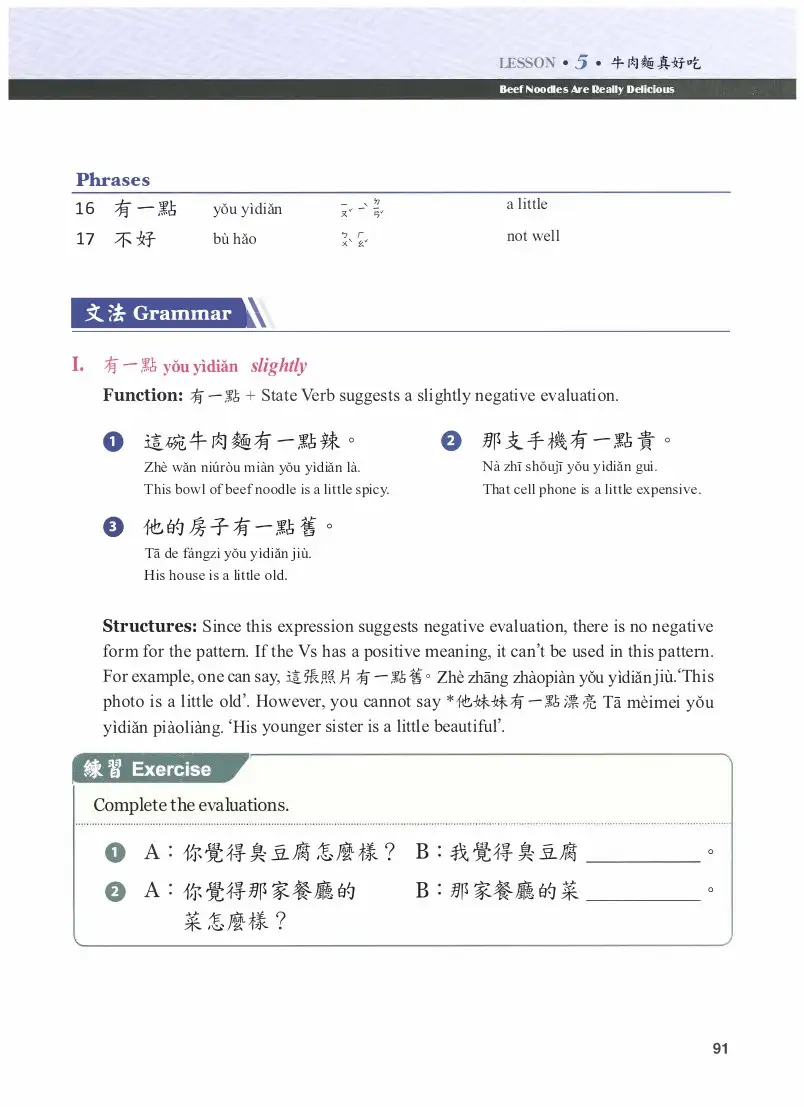 LESSON • 5 • 牛肉麵真好吃
Beef Noodles Are Really Delicious
Phrases
16 有一點 yǒu yìdiǎn ㄧㄡˇ ㄧˋ ㄉㄧㄢˇ a little
17 不好 bù hǎo ㄅㄨˋ ㄏㄠˇ not well
文法 Grammar
I. 有一點 yǒu yìdiǎn slightly
Function: 有一點 + State Verb suggests a slightly negative evaluation.
1 這碗牛肉麵有一點辣。
Zhè wǎn niúròu miàn yǒu yìdiǎn là.
This bowl of beef noodle is a little spicy.
2 那支手機有一點貴。
Nà zhī shǒujī yǒu yìdiǎn guì.
That cell phone is a little expensive.
3 他的房子有一點舊。
Tā de fángzi yǒu yìdiǎn jiù.
His house is a little old.
Structures: Since this expression suggests negative evaluation, there is no negative
form for the pattern. If the Vs has a positive meaning, it can't be used in this pattern.
For example, one can say, 這張照片有一點舊。Zhè zhāng zhàopiàn yǒu yìdiǎn jiù. 'This
photo is a little old'. However, you cannot say *他妹妹有一點漂亮 Tā mèimei yǒu
yìdiǎn piàoliàng. 'His younger sister is a little beautiful'.
練習 Exercise
Complete the evaluations.
1 A：你覺得臭豆腐怎麼樣？ B：我覺得臭豆腐 ____________。
2 A：你覺得那家餐廳的 B：那家餐廳的菜 ____________。
菜怎麼樣？
91